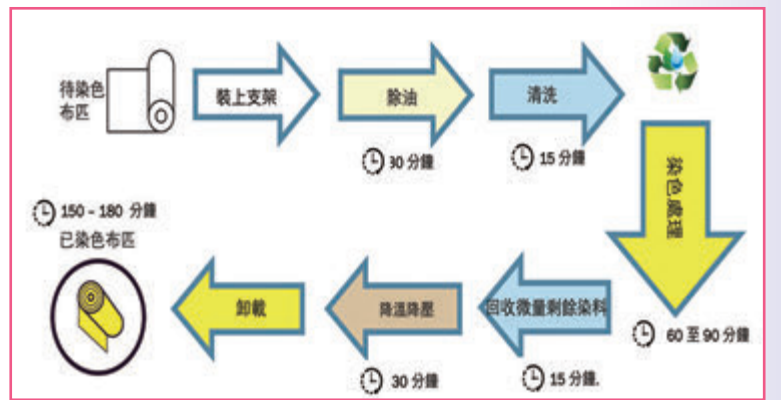 待染色
布匹
裝上支架
除油
30 分鐘
清洗
15 分鐘
染色處理
60 至 90 分鐘
回收微量剩餘染料
15 分鐘.
降溫降壓
30 分鐘
卸載
150 - 180 分鐘
已染色布匹